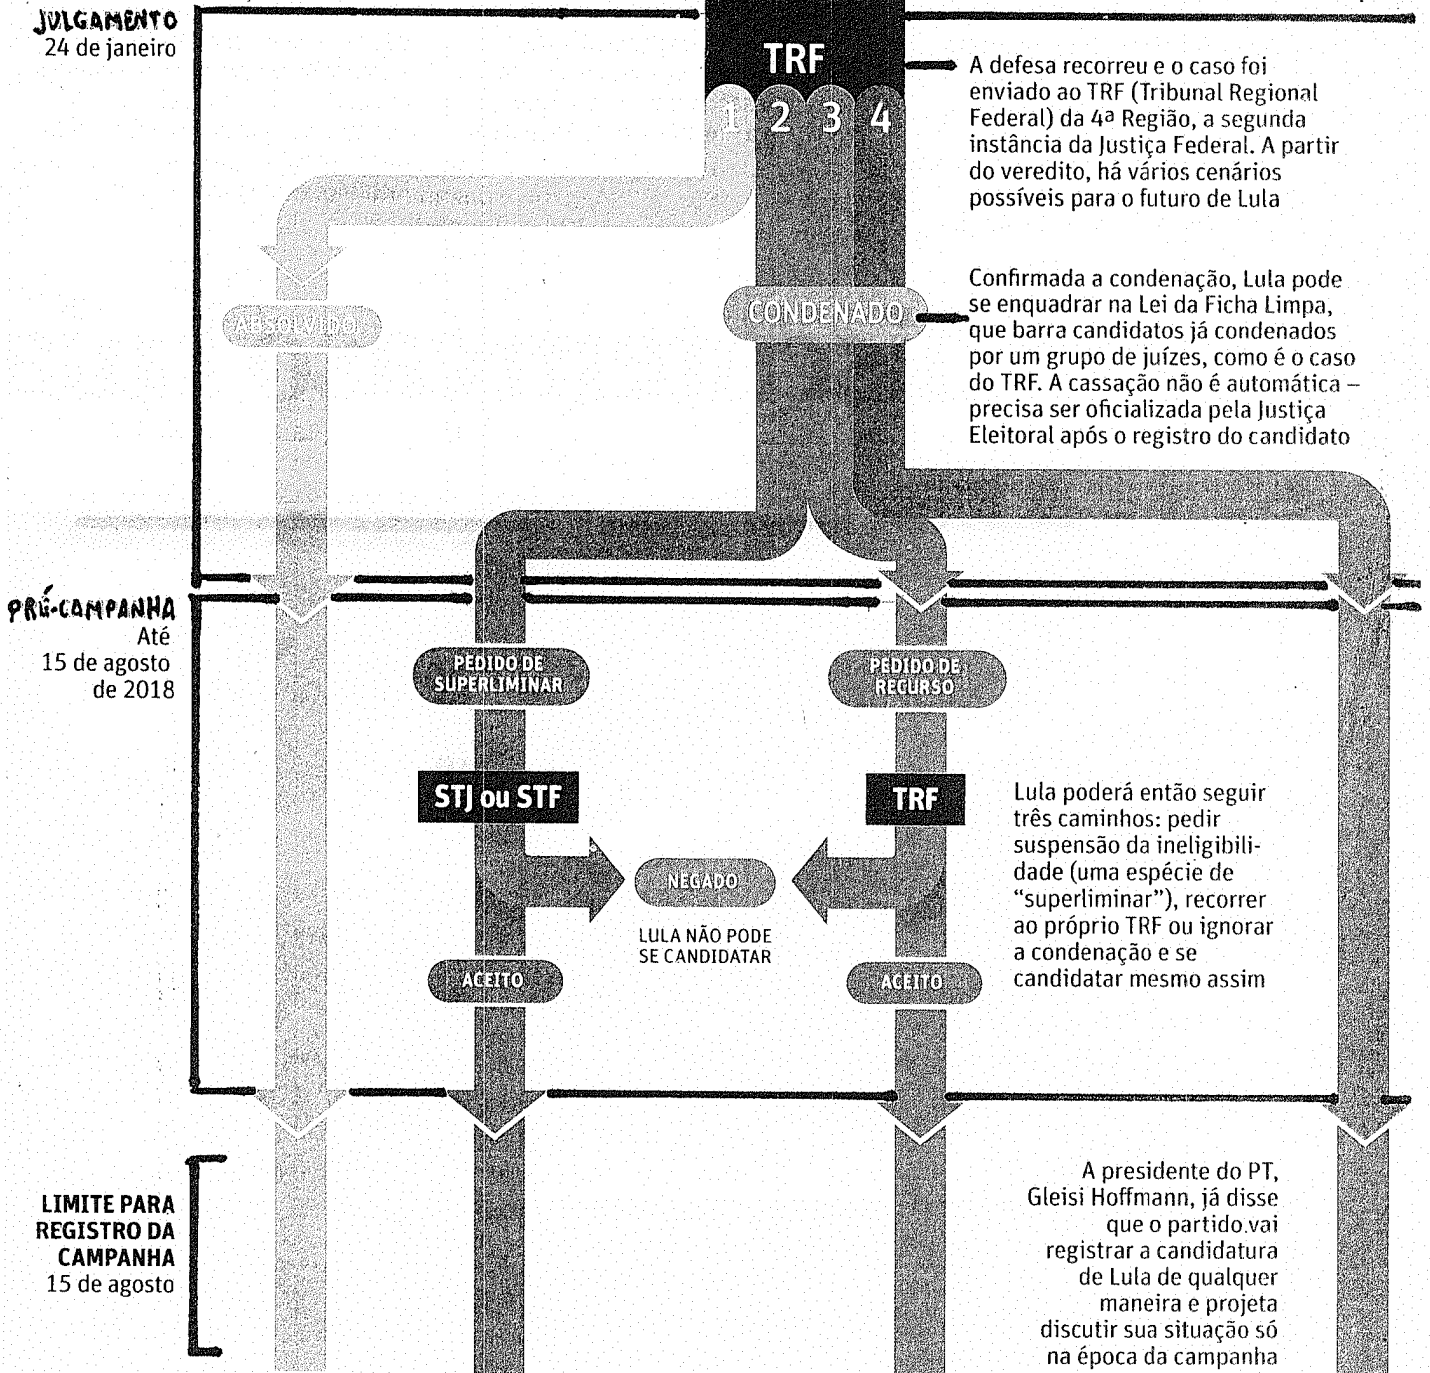 JULGAMENTO
24 de janeiro
TRF
1 2 3 4
A defesa recorreu e o caso foi
enviado ao TRF (Tribunal Regional
Federal) da 4ª Região, a segunda
instância da Justiça Federal. A partir
do veredito, há vários cenários
possíveis para o futuro de Lula
ABSOLVIDO
CONDENADO
Confirmada a condenação, Lula pode
se enquadrar na Lei da Ficha Limpa,
que barra candidatos já condenados
por um grupo de juízes, como é o caso
do TRF. A cassação não é automática –
precisa ser oficializada pela Justiça
Eleitoral após o registro do candidato
PRÉ-CAMPANHA
Até
15 de agosto
de 2018
PEDIDO DE
SUPERLIMINAR
PEDIDO DE
RECURSO
STJ ou STF
TRF
NEGADO
LULA NÃO PODE
SE CANDIDATAR
ACEITO
ACEITO
Lula poderá então seguir
três caminhos: pedir
suspensão da ineligibili-
dade (uma espécie de
“superliminar”), recorrer
ao próprio TRF ou ignorar
a condenação e se
candidatar mesmo assim
LIMITE PARA
REGISTRO DA
CAMPANHA
15 de agosto
A presidente do PT,
Gleisi Hoffmann, já disse
que o partido vai
registrar a candidatura
de Lula de qualquer
maneira e projeta
discutir sua situação só
na época da campanha